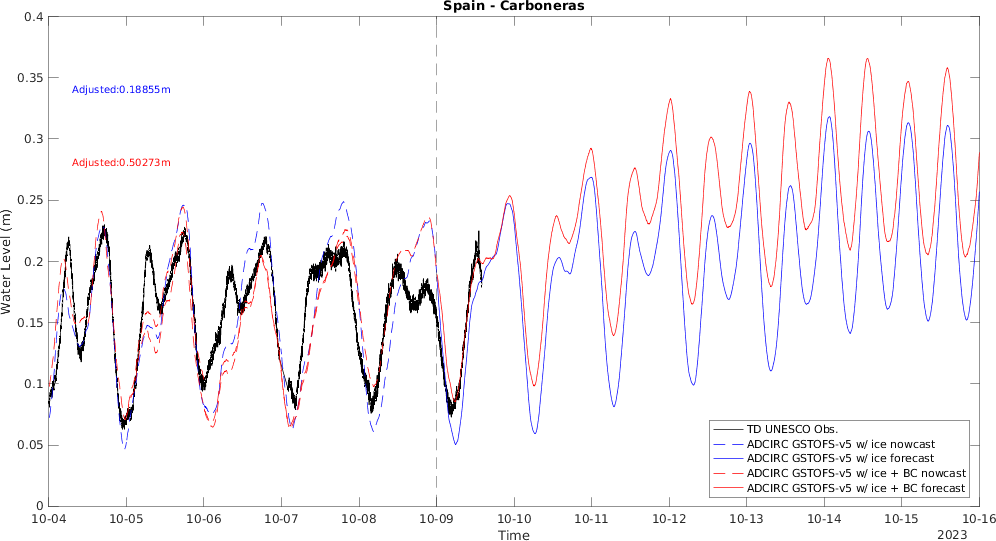 Spain - Carboneras
0.4
0.35
0.3
0.25
0.2
0.15
0.1
0.05
0
Water Level (m)
Adjusted:0.18855m
Adjusted:0.50273m
TD UNESCO Obs.
ADCIRC GSTOFS-v5 w/ ice nowcast
ADCIRC GSTOFS-v5 w/ ice forecast
ADCIRC GSTOFS-v5 w/ ice + BC nowcast
ADCIRC GSTOFS-v5 w/ ice + BC forecast
10-04 10-05 10-06 10-07 10-08 10-09 10-10 10-11 10-12 10-13 10-14 10-15 10-16
Time
2023